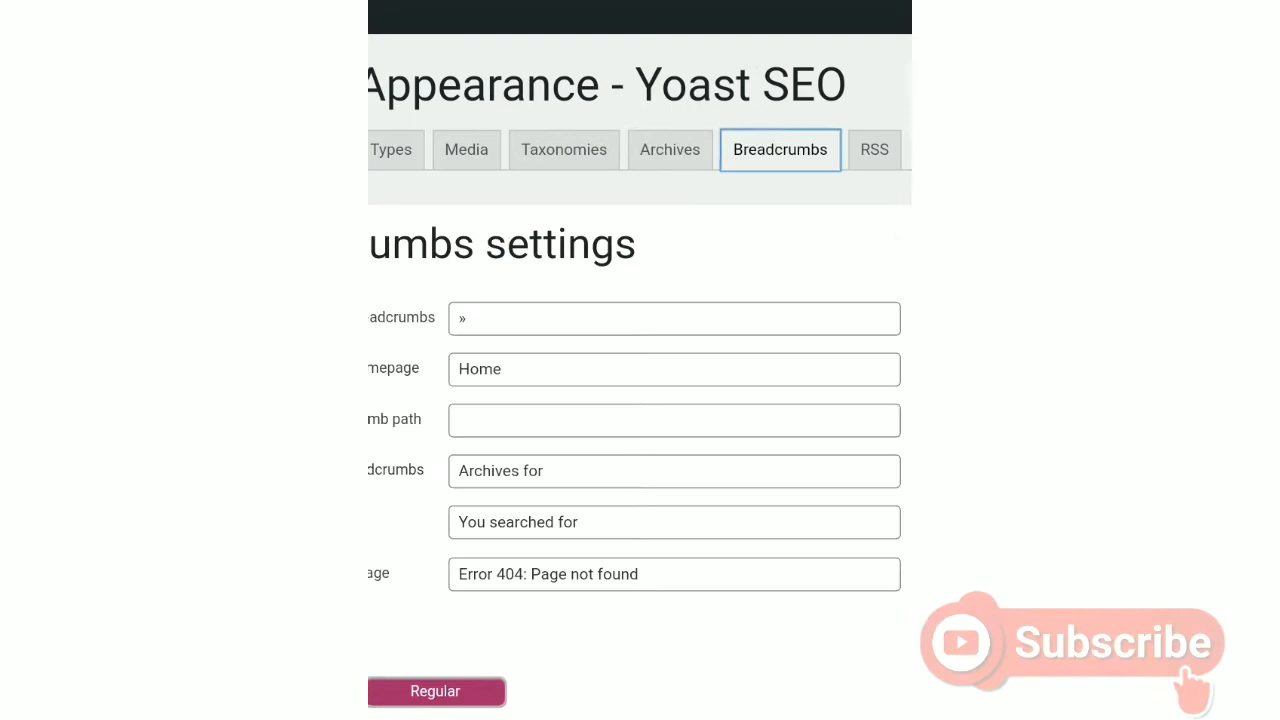 Appearance - Yoast SEO
Types Media Taxonomies Archives Breadcrumbs RSS
umbs settings
eadcrumbs »
mepage Home
mb path
dcrumbs Archives for
You searched for
age Error 404: Page not found
Subscribe
Regular